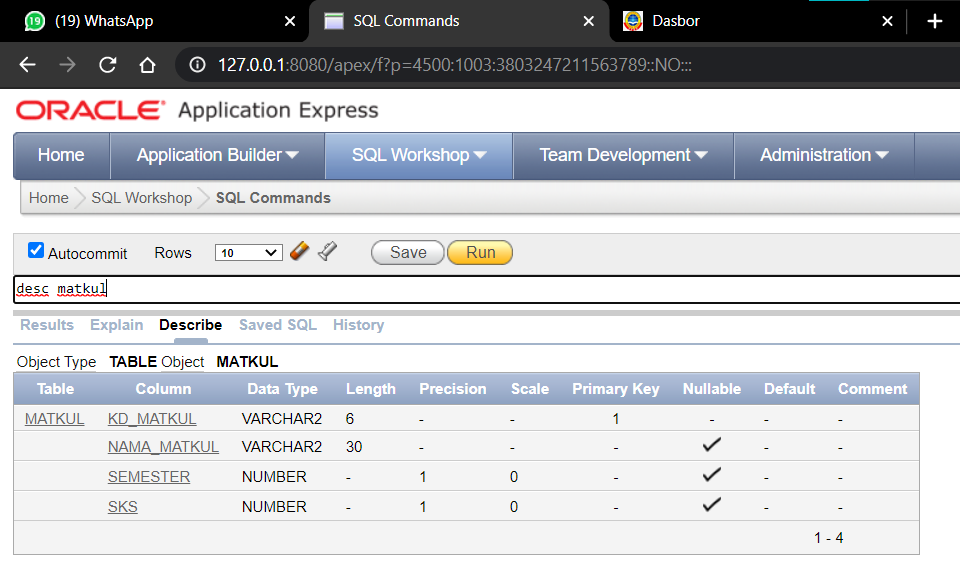 (19) WhatsApp
SQL Commands
Dasbor
127.0.0.1:8080/apex/f?p=4500:1003:3803247211563789::NO:::
ORACLE Application Express
Home Application Builder SQL Workshop Team Development Administration
Home SQL Workshop SQL Commands
Autocommit Rows 10 Save Run
desc matkul
Results Explain Describe Saved SQL History
Object Type TABLE Object MATKUL
Table Column Data Type Length Precision Scale Primary Key Nullable Default Comment
MATKUL KD_MATKUL VARCHAR2 6 - - 1 - - -
NAMA_MATKUL VARCHAR2 30 - - - ✓ - -
SEMESTER NUMBER - 1 0 - ✓ - -
SKS NUMBER - 1 0 - ✓ - -
1 - 4